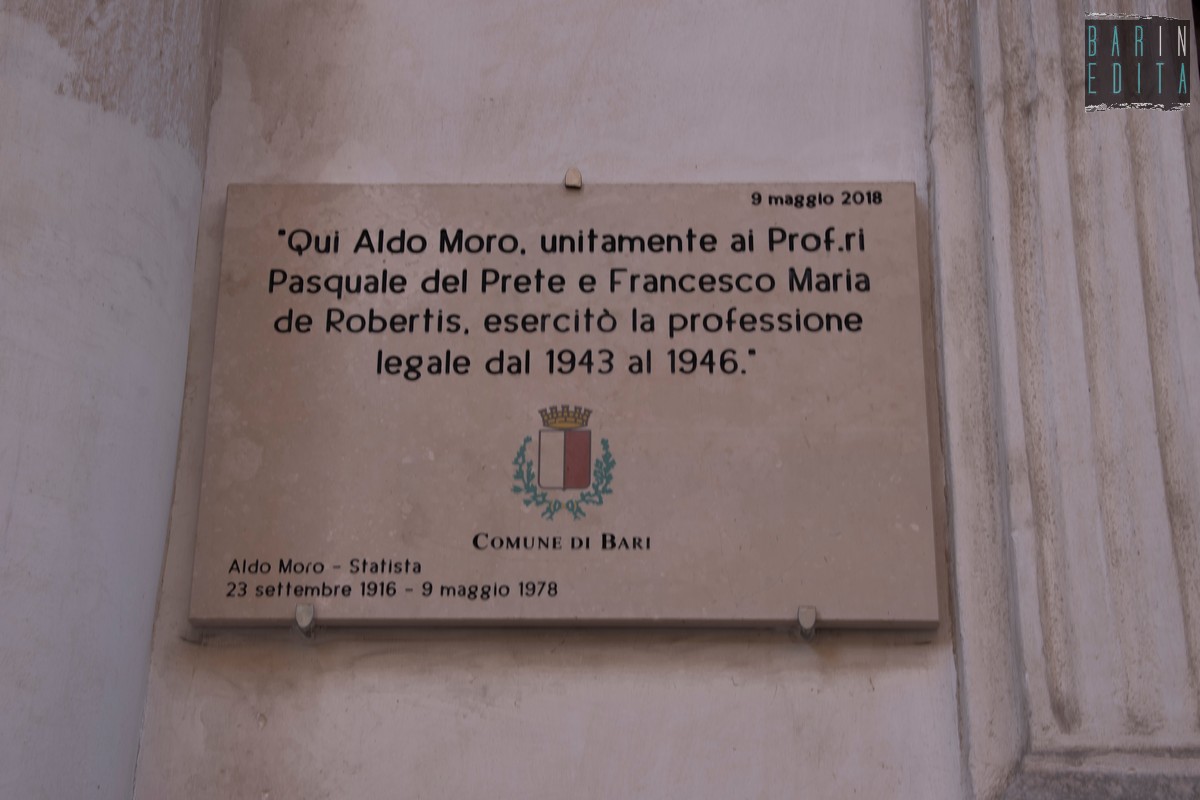 BARIN
EDITA
9 maggio 2018
"Qui Aldo Moro, unitamente ai Prof.ri
Pasquale del Prete e Francesco Maria
de Robertis, esercitò la professione
legale dal 1943 al 1946."
COMUNE DI BARI
Aldo Moro - Statista
23 settembre 1916 - 9 maggio 1978